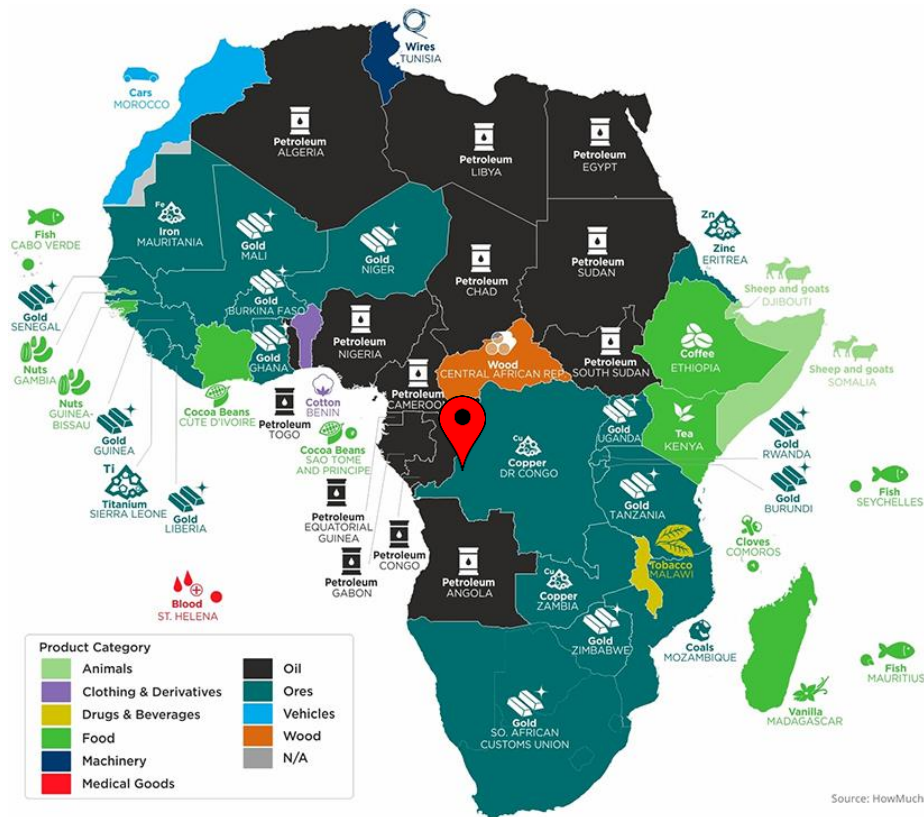 Wires
TUNISIA
Cars
MOROCCO
Petroleum
ALGERIA
Petroleum
LIBYA
Petroleum
EGYPT
Fish
CABO VERDE
Fe
Iron
MAURITANIA
Gold
MALI
Gold
NIGER
Petroleum
CHAD
Petroleum
SUDAN
Zn
Zinc
ERITREA
Sheep and goats
DJIBOUTI
Gold
SENEGAL
Gold
BURKINA FASO
Gold
GHANA
Petroleum
NIGERIA
Wood
CENTRAL AFRICAN REP.
Petroleum
SOUTH SUDAN
Coffee
ETHIOPIA
Sheep and goats
SOMALIA
Nuts
GAMBIA
Nuts
GUINEA-
BISSAU
Cocoa Beans
CÙTE D'IVOIRE
Petroleum
TOGO
Cotton
BENIN
Petroleum
CAMEROON
Gold
UGANDA
Tea
KENYA
Gold
GUINEA
Cocoa Beans
SAO TOME
AND PRINCIPE
Cu
Copper
DR CONGO
Gold
RWANDA
Ti
Titanium
SIERRA LEONE
Gold
LIBERIA
Petroleum
EQUATORIAL
GUINEA
Petroleum
CONGO
Petroleum
GABON
Gold
TANZANIA
Gold
BURUNDI
Fish
SEYCHELLES
Cloves
COMOROS
Petroleum
ANGOLA
Cu
Copper
ZAMBIA
Tobacco
MALAWI
Blood
ST. HELENA
Gold
ZIMBABWE
Coals
MOZAMBIQUE
Fish
MAURITIUS
Vanilla
MADAGASCAR
Gold
SO. AFRICAN
CUSTOMS UNION
Product Category
Animals
Clothing & Derivatives
Drugs & Beverages
Food
Machinery
Medical Goods
Oil
Ores
Vehicles
Wood
N/A
Source: HowMuch